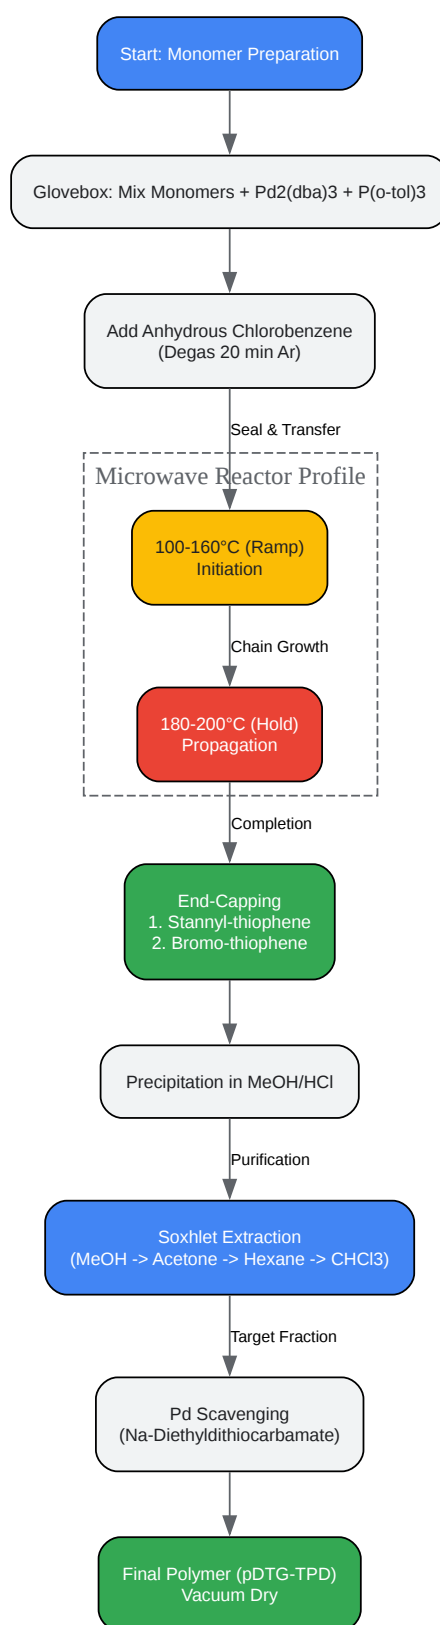 Start: Monomer Preparation
Glovebox: Mix Monomers + Pd2(dba)3 + P(o-tol)3
Add Anhydrous Chlorobenzene
(Degas 20 min Ar)
Seal & Transfer
Microwave Reactor Profile
100-160°C (Ramp)
Initiation
Chain Growth
180-200°C (Hold)
Propagation
Completion
End-Capping
1. Stannyl-thiophene
2. Bromo-thiophene
Precipitation in MeOH/HCl
Purification
Soxhlet Extraction
(MeOH -> Acetone -> Hexane -> CHCl3)
Target Fraction
Pd Scavenging
(Na-Diethyldithiocarbamate)
Final Polymer (pDTG-TPD)
Vacuum Dry